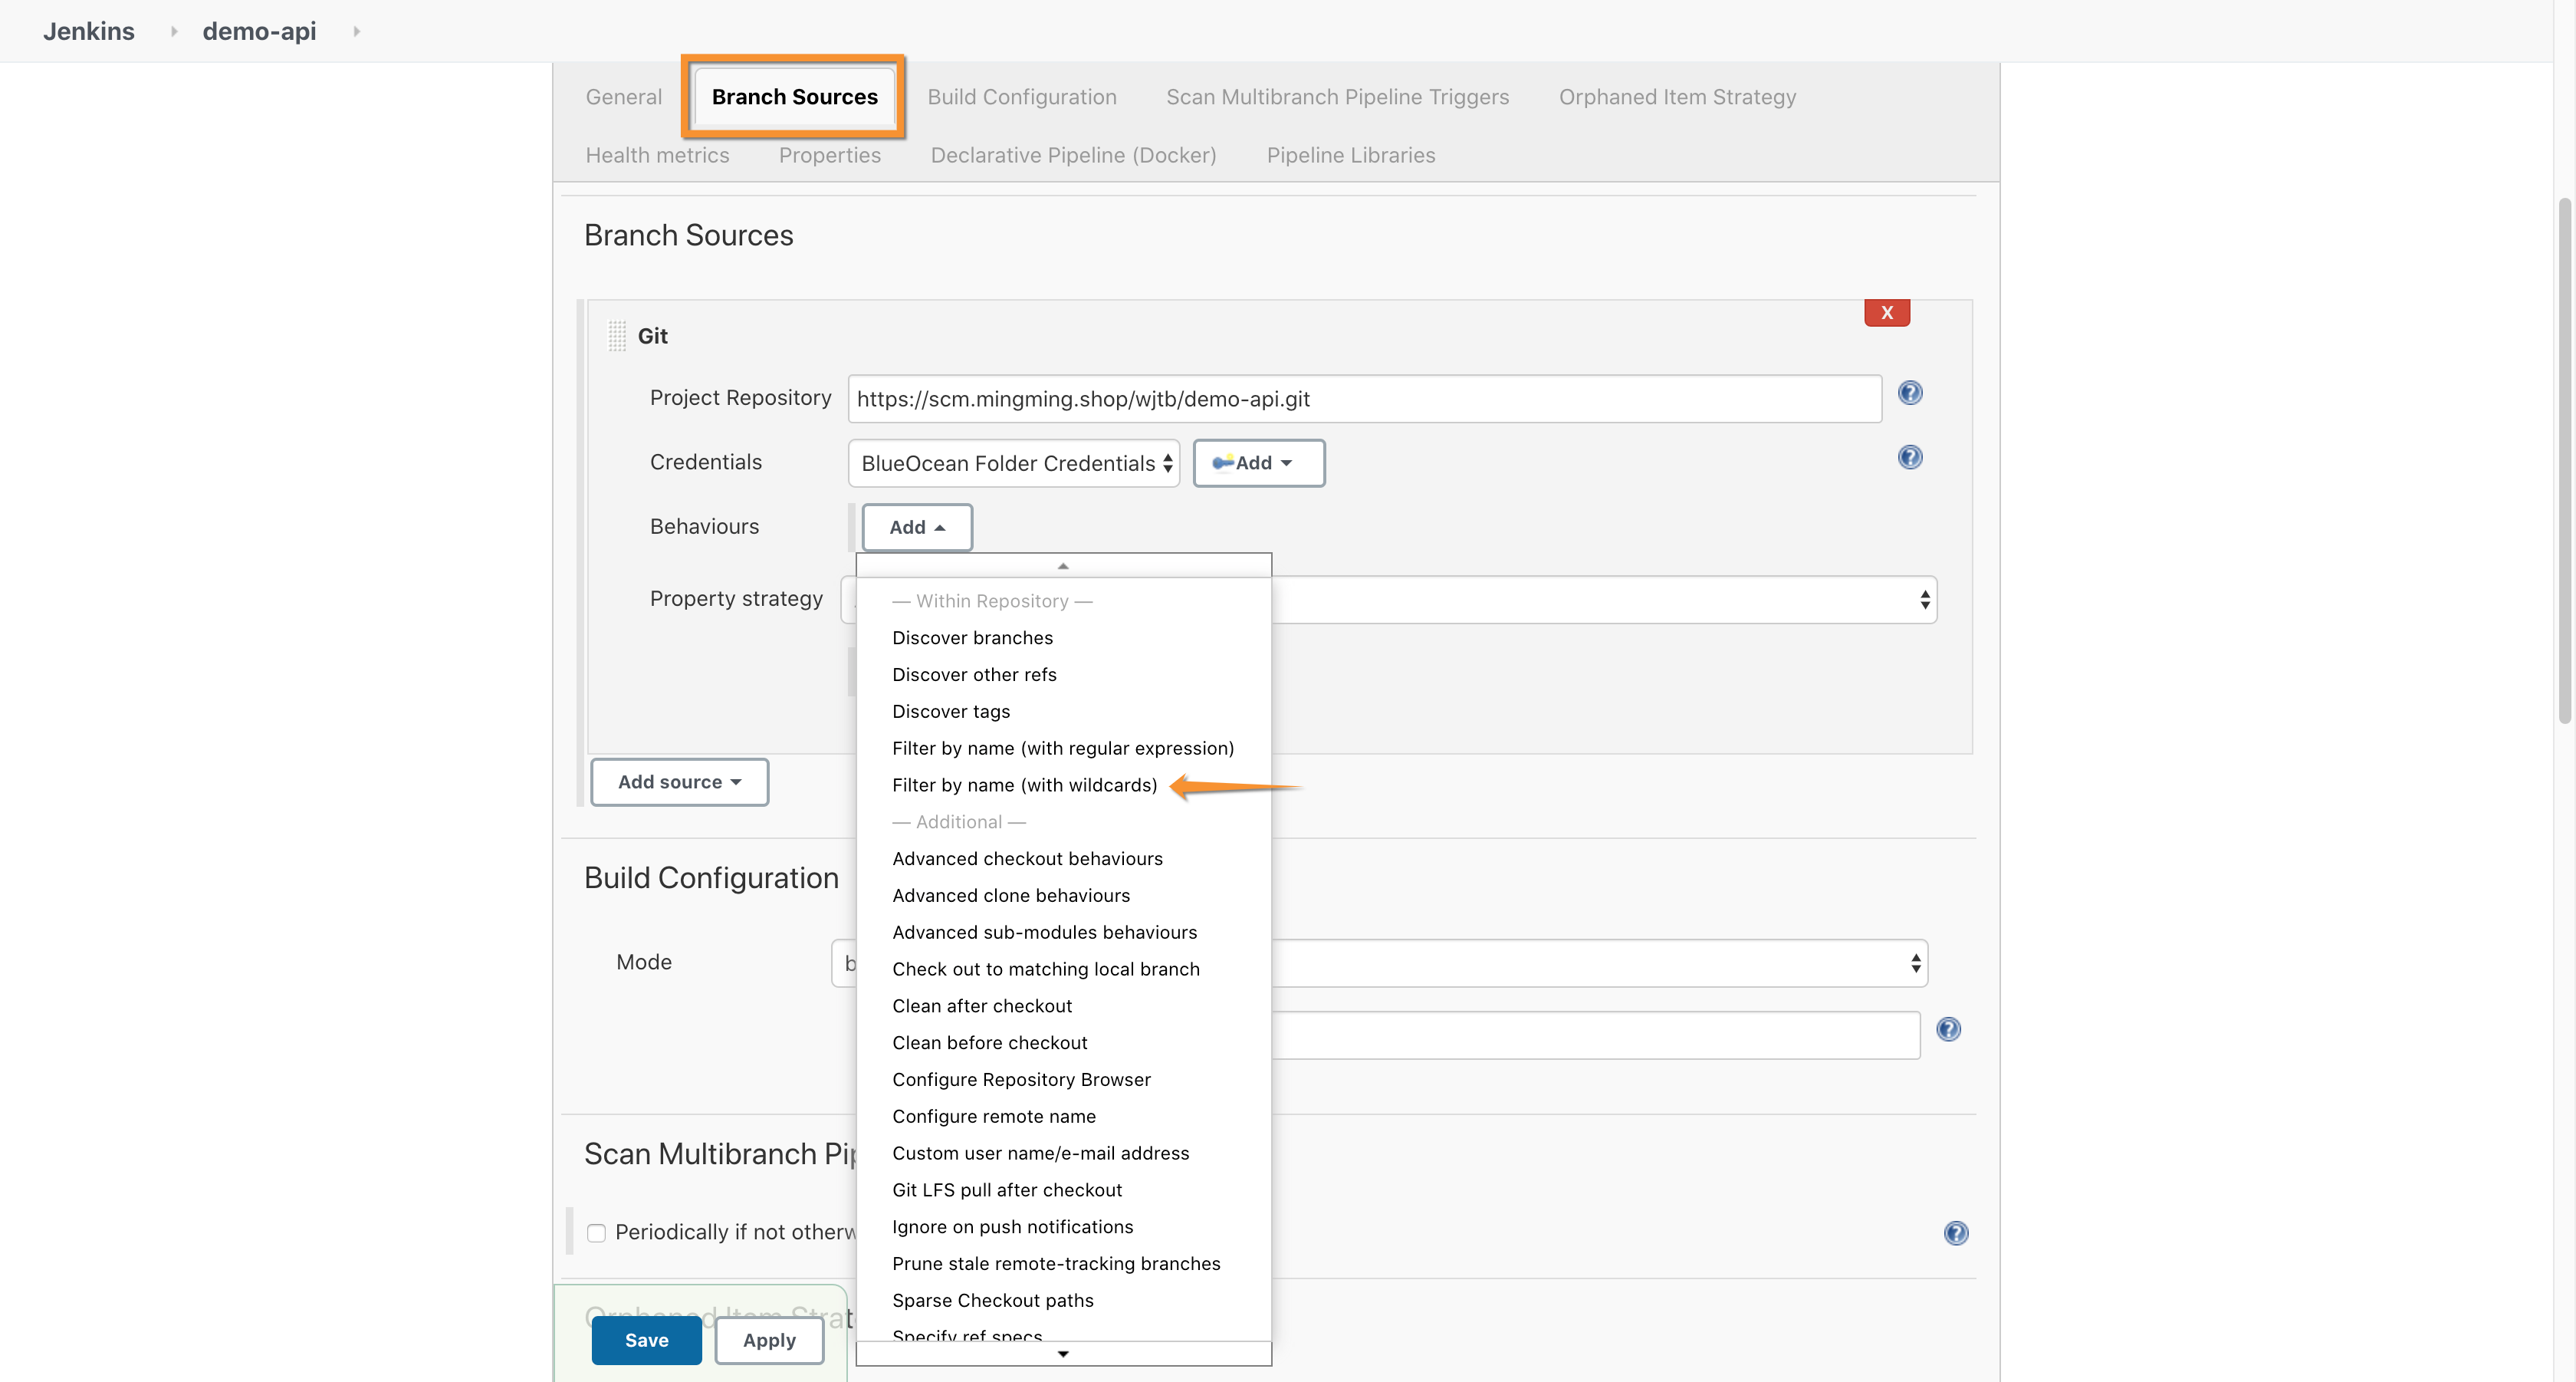 Jenkins demo-api
General Branch Sources Build Configuration Scan Multibranch Pipeline Triggers Orphaned Item Strategy
Health metrics Properties Declarative Pipeline (Docker) Pipeline Libraries
Branch Sources
X
Git
Project Repository https://scm.mingming.shop/wjtb/demo-api.git
Credentials BlueOcean Folder Credentials Add
Behaviours Add
Property strategy
— Within Repository —
Discover branches
Discover other refs
Discover tags
Filter by name (with regular expression)
Filter by name (with wildcards)
— Additional —
Advanced checkout behaviours
Advanced clone behaviours
Advanced sub-modules behaviours
Check out to matching local branch
Clean after checkout
Clean before checkout
Configure Repository Browser
Configure remote name
Custom user name/e-mail address
Git LFS pull after checkout
Ignore on push notifications
Prune stale remote-tracking branches
Sparse Checkout paths
Specify ref specs
Add source
Build Configuration
Mode b
Scan Multibranch Pip
Periodically if not otherw
Orphaned Item Strat
Save Apply